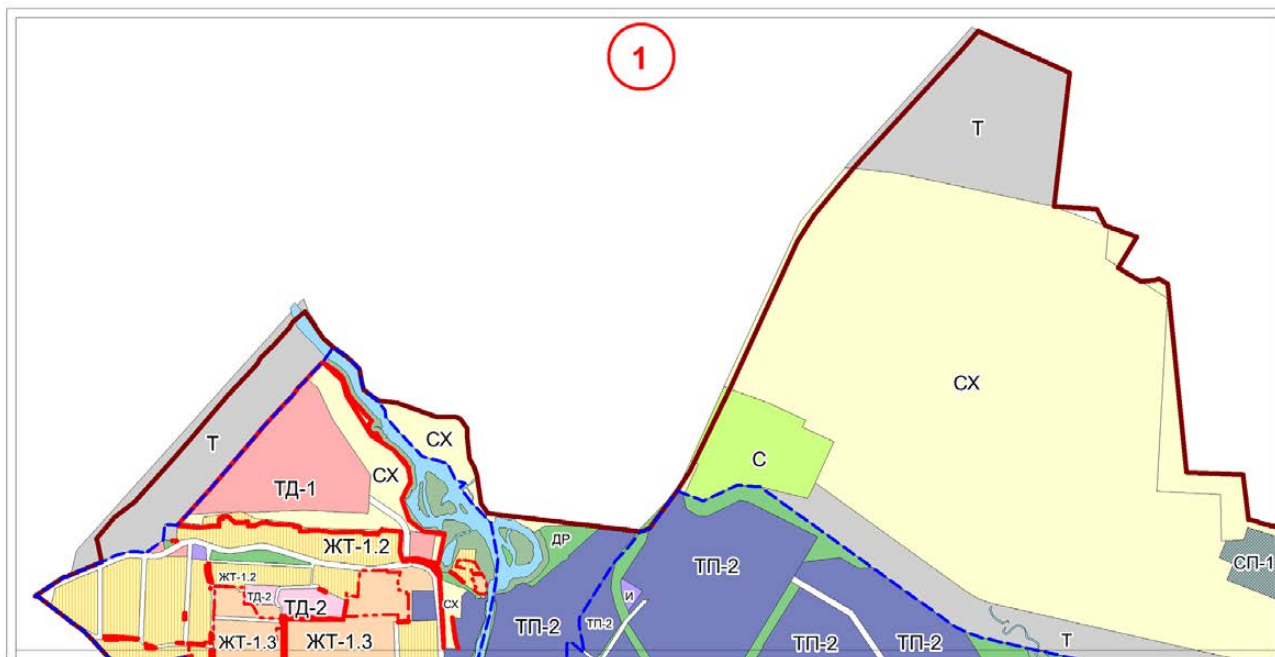 1
Т
СХ
Т
СХ
СХ
С
ТД-1
ДР
ЖТ-1.2
СП-1
ТП-2
ЖТ-1.2
ТД-2
И
ТД-2
СХ
ТП-2
ТП-2
ЖТ-1.3
ЖТ-1.3
ТП-2
ТП-2
Т